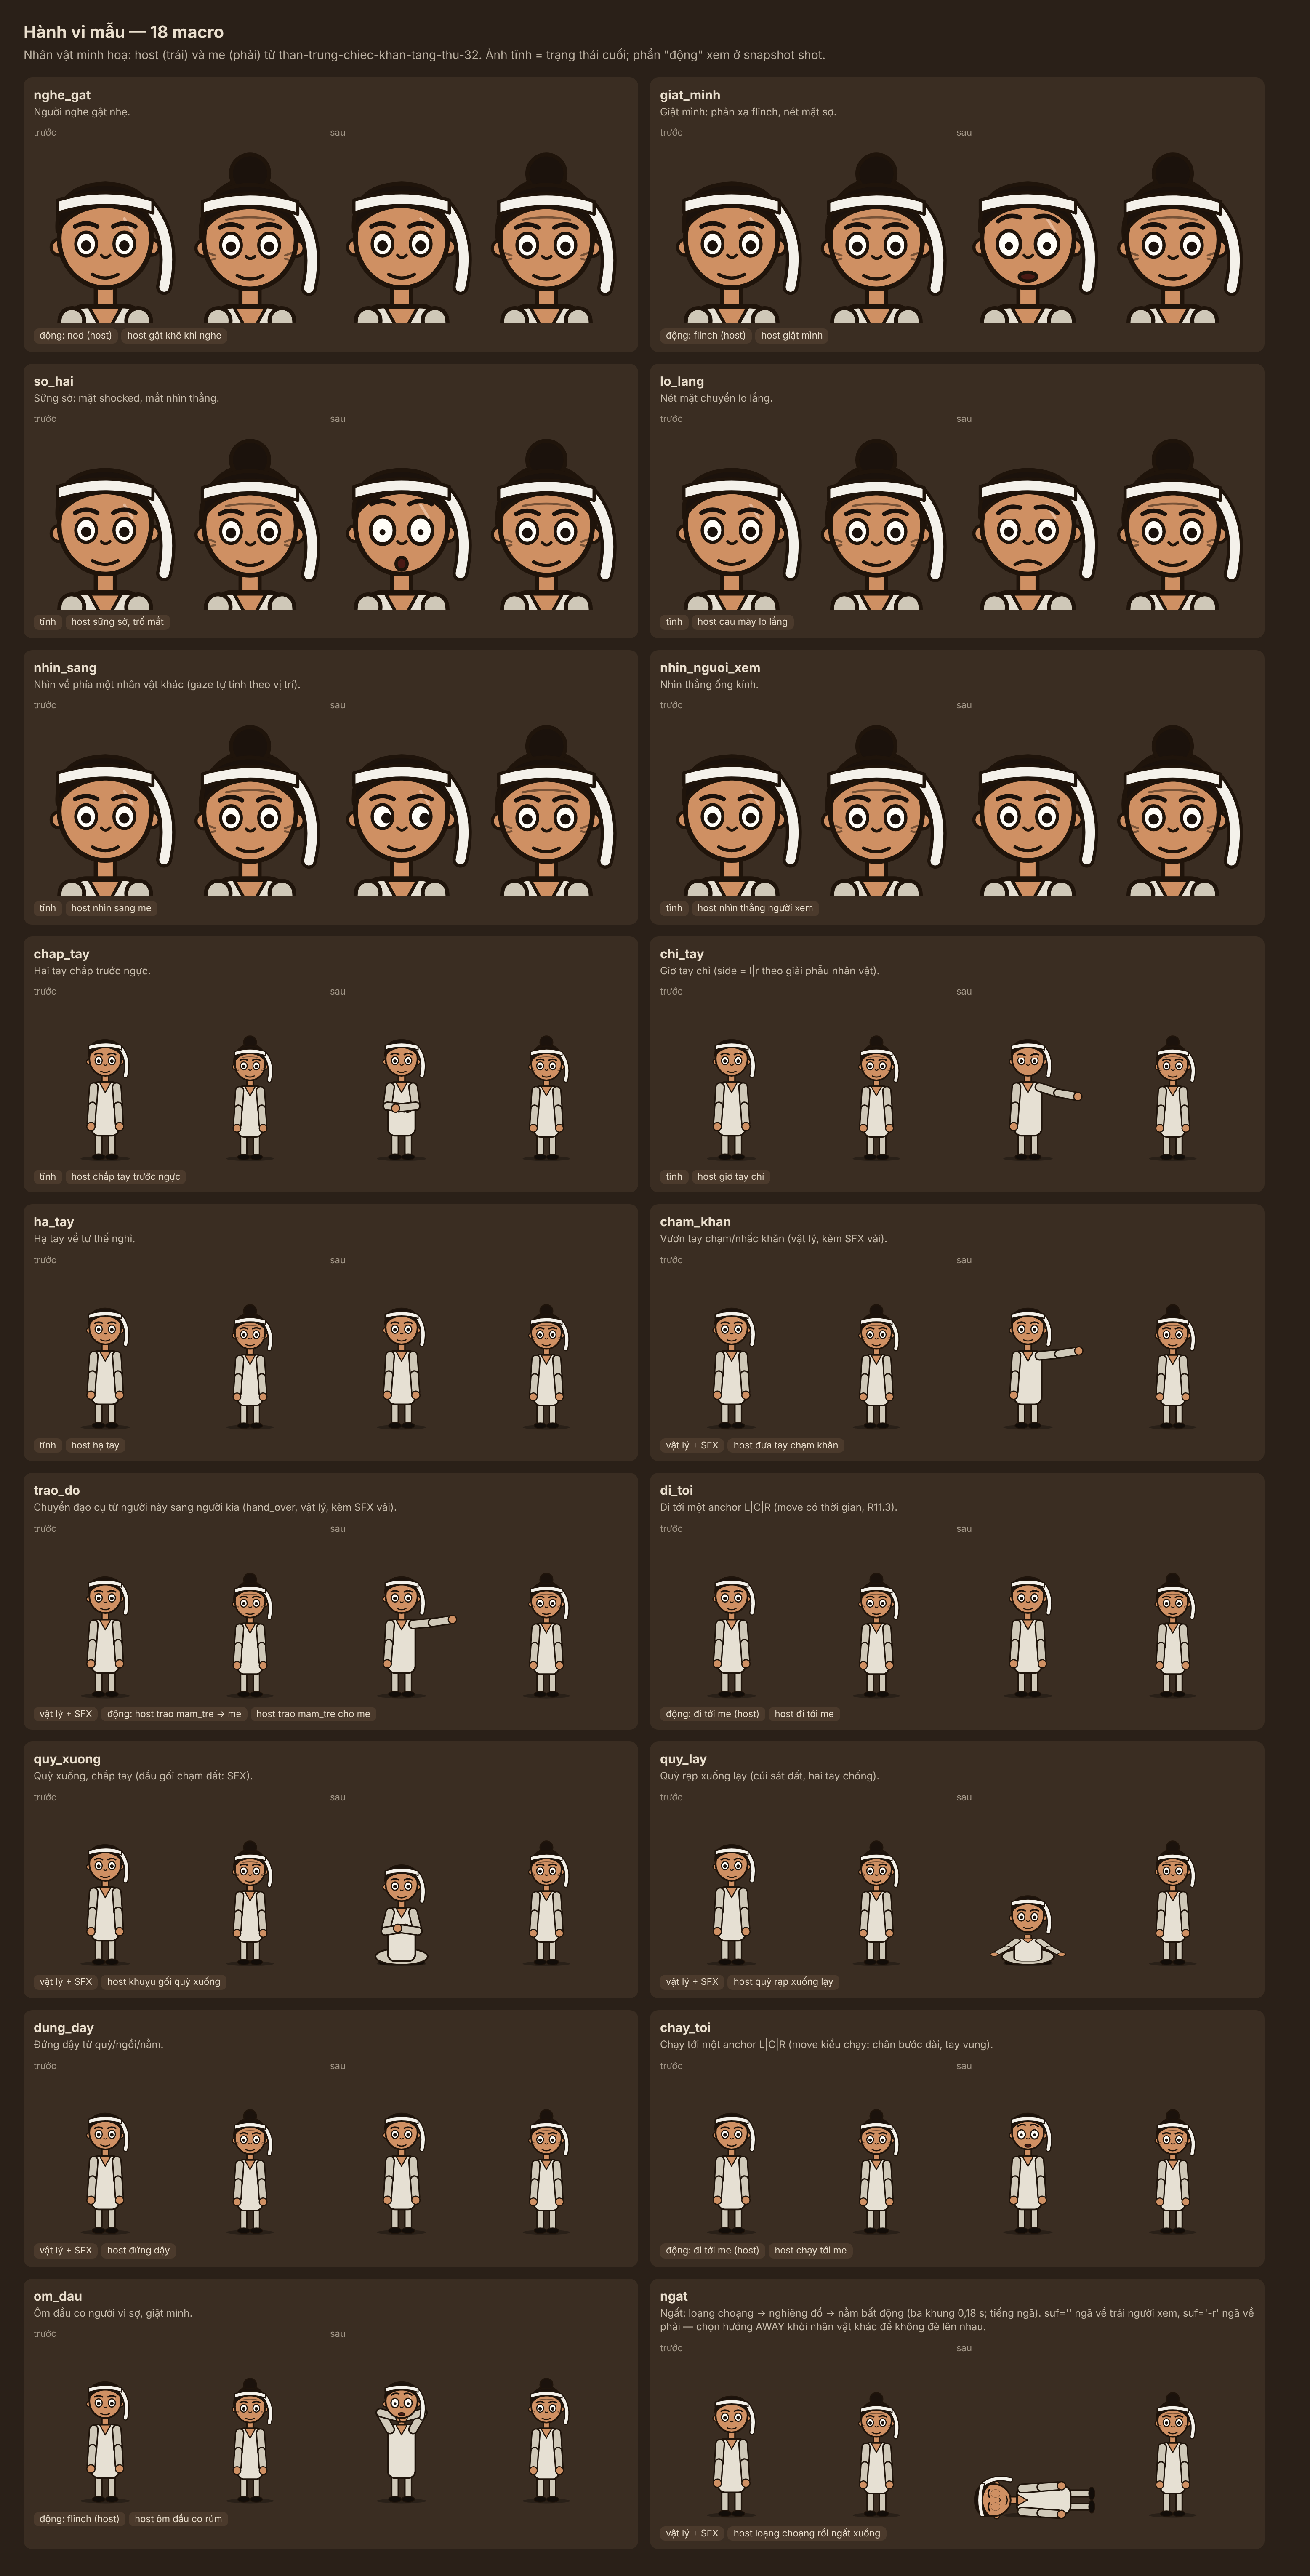 Hành vi mẫu — 18 macro
Nhân vật minh hoạ: host (trái) và me (phải) từ than-trung-chiec-khan-tang-thu-32. Ảnh tĩnh = trạng thái cuối; phần "động" xem ở snapshot shot.
nghe_gat
Người nghe gật nhẹ.
trước sau
động: nod (host) host gật khẽ khi nghe
giat_minh
Giật mình: phản xạ flinch, nét mặt sợ.
trước sau
động: flinch (host) host giật mình
so_hai
Sững sờ: mặt shocked, mắt nhìn thẳng.
trước sau
tĩnh host sững sờ, trố mắt
lo_lang
Nét mặt chuyển lo lắng.
trước sau
tĩnh host cau mày lo lắng
nhin_sang
Nhìn về phía một nhân vật khác (gaze tự tính theo vị trí).
trước sau
tĩnh host nhìn sang me
nhin_nguoi_xem
Nhìn thẳng ống kính.
trước sau
tĩnh host nhìn thẳng người xem
chap_tay
Hai tay chắp trước ngực.
trước sau
tĩnh host chắp tay trước ngực
chi_tay
Giơ tay chỉ (side = l|r theo giải phẫu nhân vật).
trước sau
tĩnh host giơ tay chỉ
ha_tay
Hạ tay về tư thế nghỉ.
trước sau
tĩnh host hạ tay
cham_khan
Vươn tay chạm/nhấc khăn (vật lý, kèm SFX vải).
trước sau
vật lý + SFX host đưa tay chạm khăn
trao_do
Chuyển đạo cụ từ người này sang người kia (hand_over, vật lý, kèm SFX vải).
trước sau
vật lý + SFX động: host trao mam_tre → me host trao mam_tre cho me
di_toi
Đi tới một anchor L|C|R (move có thời gian, R11.3).
trước sau
động: đi tới me (host) host đi tới me
quy_xuong
Quỳ xuống, chắp tay (đầu gối chạm đất: SFX).
trước sau
vật lý + SFX host khuỵu gối quỳ xuống
quy_lay
Quỳ rạp xuống lạy (cúi sát đất, hai tay chống).
trước sau
vật lý + SFX host quỳ rạp xuống lạy
dung_day
Đứng dậy từ quỳ/ngồi/nằm.
trước sau
vật lý + SFX host đứng dậy
chay_toi
Chạy tới một anchor L|C|R (move kiểu chạy: chân bước dài, tay vung).
trước sau
động: đi tới me (host) host chạy tới me
om_dau
Ôm đầu co người vì sợ, giật mình.
trước sau
động: flinch (host) host ôm đầu co rúm
ngat
Ngất: loạng choạng → nghiêng đổ → nằm bất động (ba khung 0,18 s; tiếng ngã). suf='' ngã về trái người xem, suf='-r' ngã về
phải — chọn hướng AWAY khỏi nhân vật khác để không đè lên nhau.
trước sau
vật lý + SFX host loạng choạng rồi ngất xuống